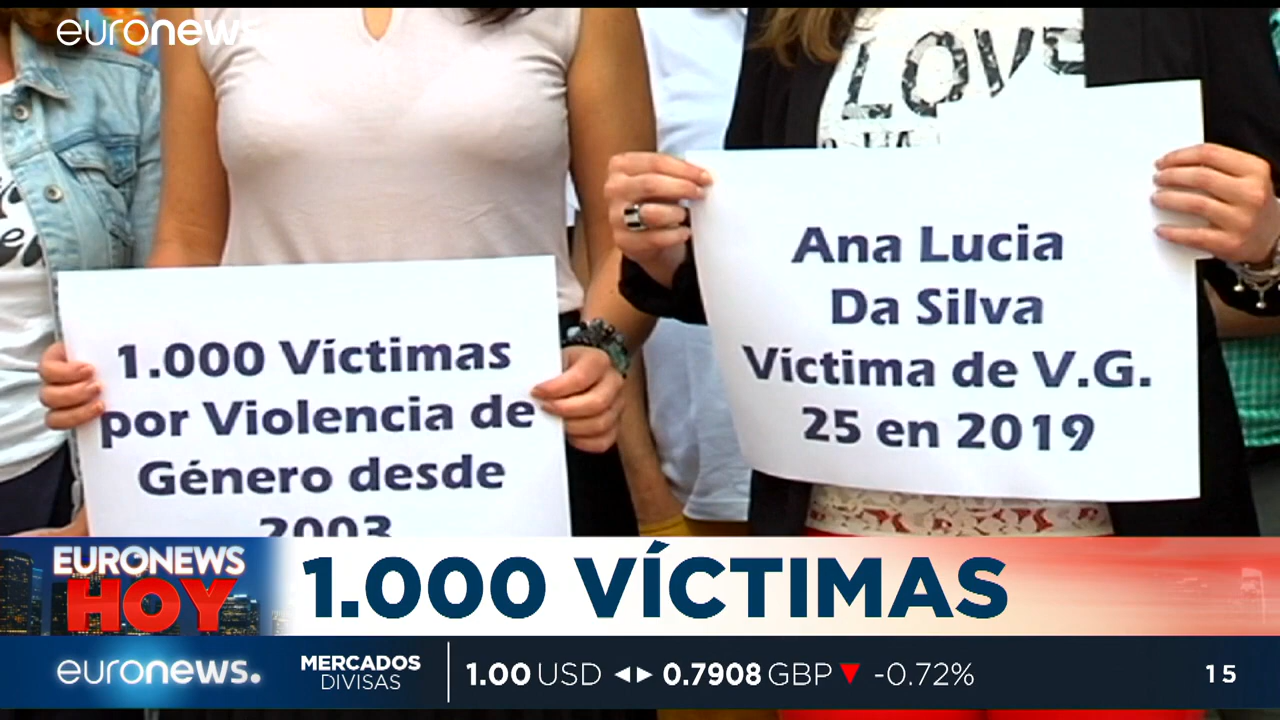 euronews.
LOVE
1.000 Víctimas
por Violencia de
Género desde
2003
Ana Lucia
Da Silva
Víctima de V.G.
25 en 2019
EURONEWS
HOY
1.000 VÍCTIMAS
euronews.
MERCADOS
DIVISAS
1.00 USD ◄► 0.7908 GBP ▼ -0.72%
15